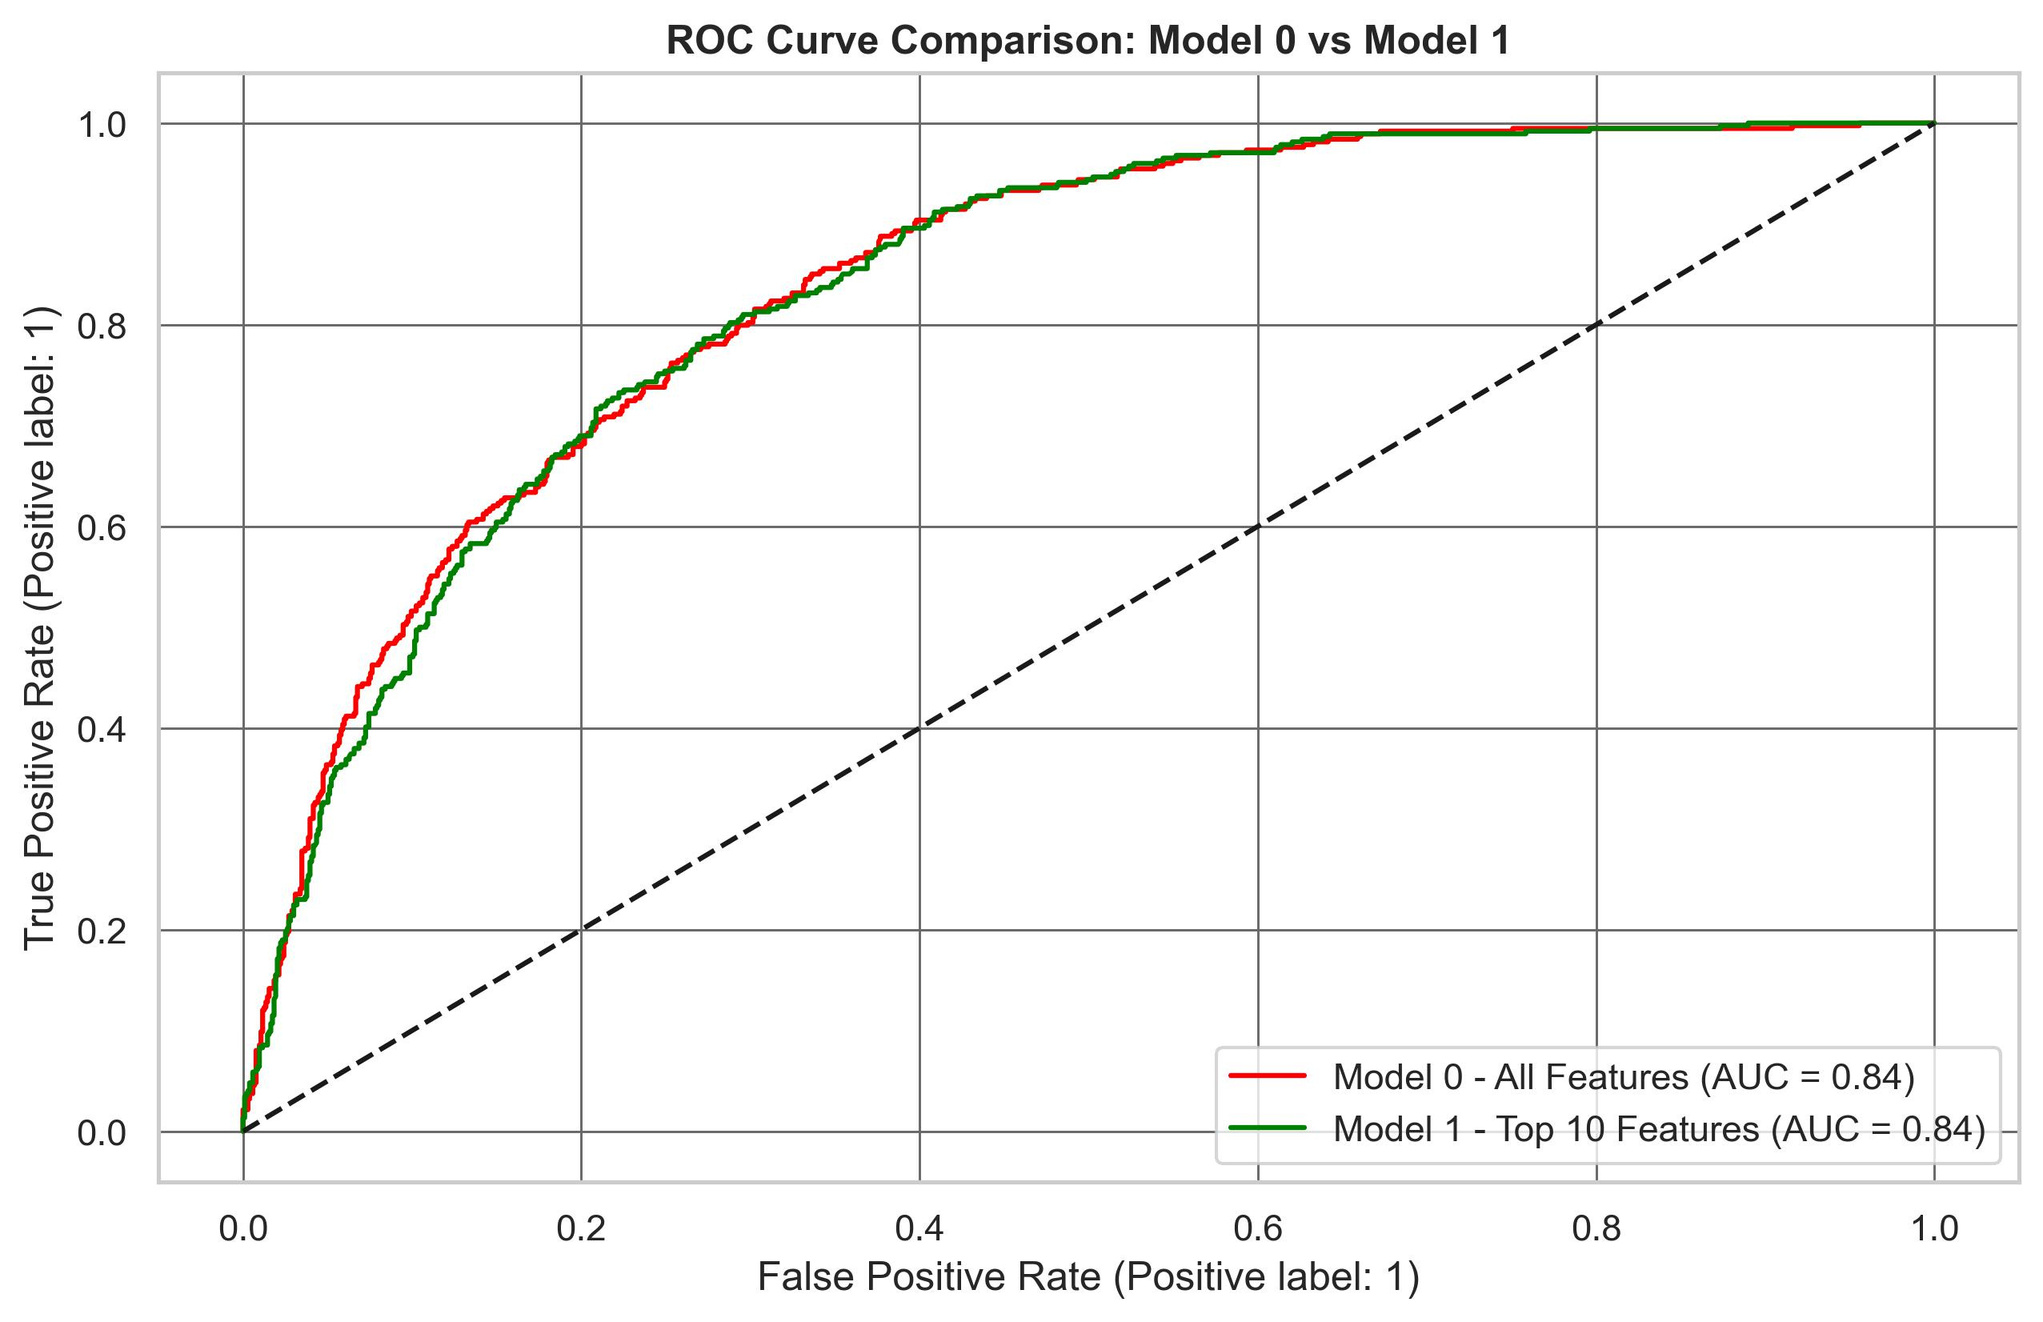 ROC Curve Comparison: Model 0 vs Model 1
True Positive Rate (Positive label: 1)
1.0
0.8
0.6
0.4
0.2
0.0
Model 0 - All Features (AUC = 0.84)
Model 1 - Top 10 Features (AUC = 0.84)
0.0 0.2 0.4 0.6 0.8 1.0
False Positive Rate (Positive label: 1)